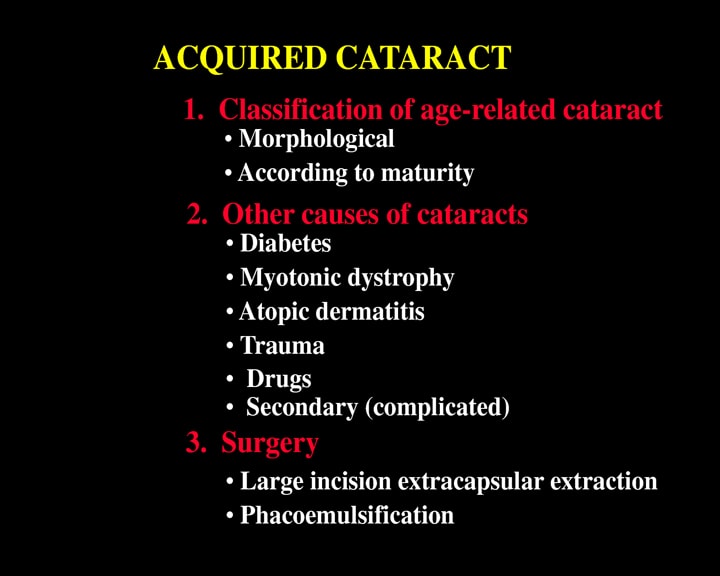 ACQUIRED CATARACT
1. Classification of age-related cataract
• Morphological
• According to maturity
2. Other causes of cataracts
• Diabetes
• Myotonic dystrophy
• Atopic dermatitis
• Trauma
• Drugs
• Secondary (complicated)
3. Surgery
• Large incision extracapsular extraction
• Phacoemulsification